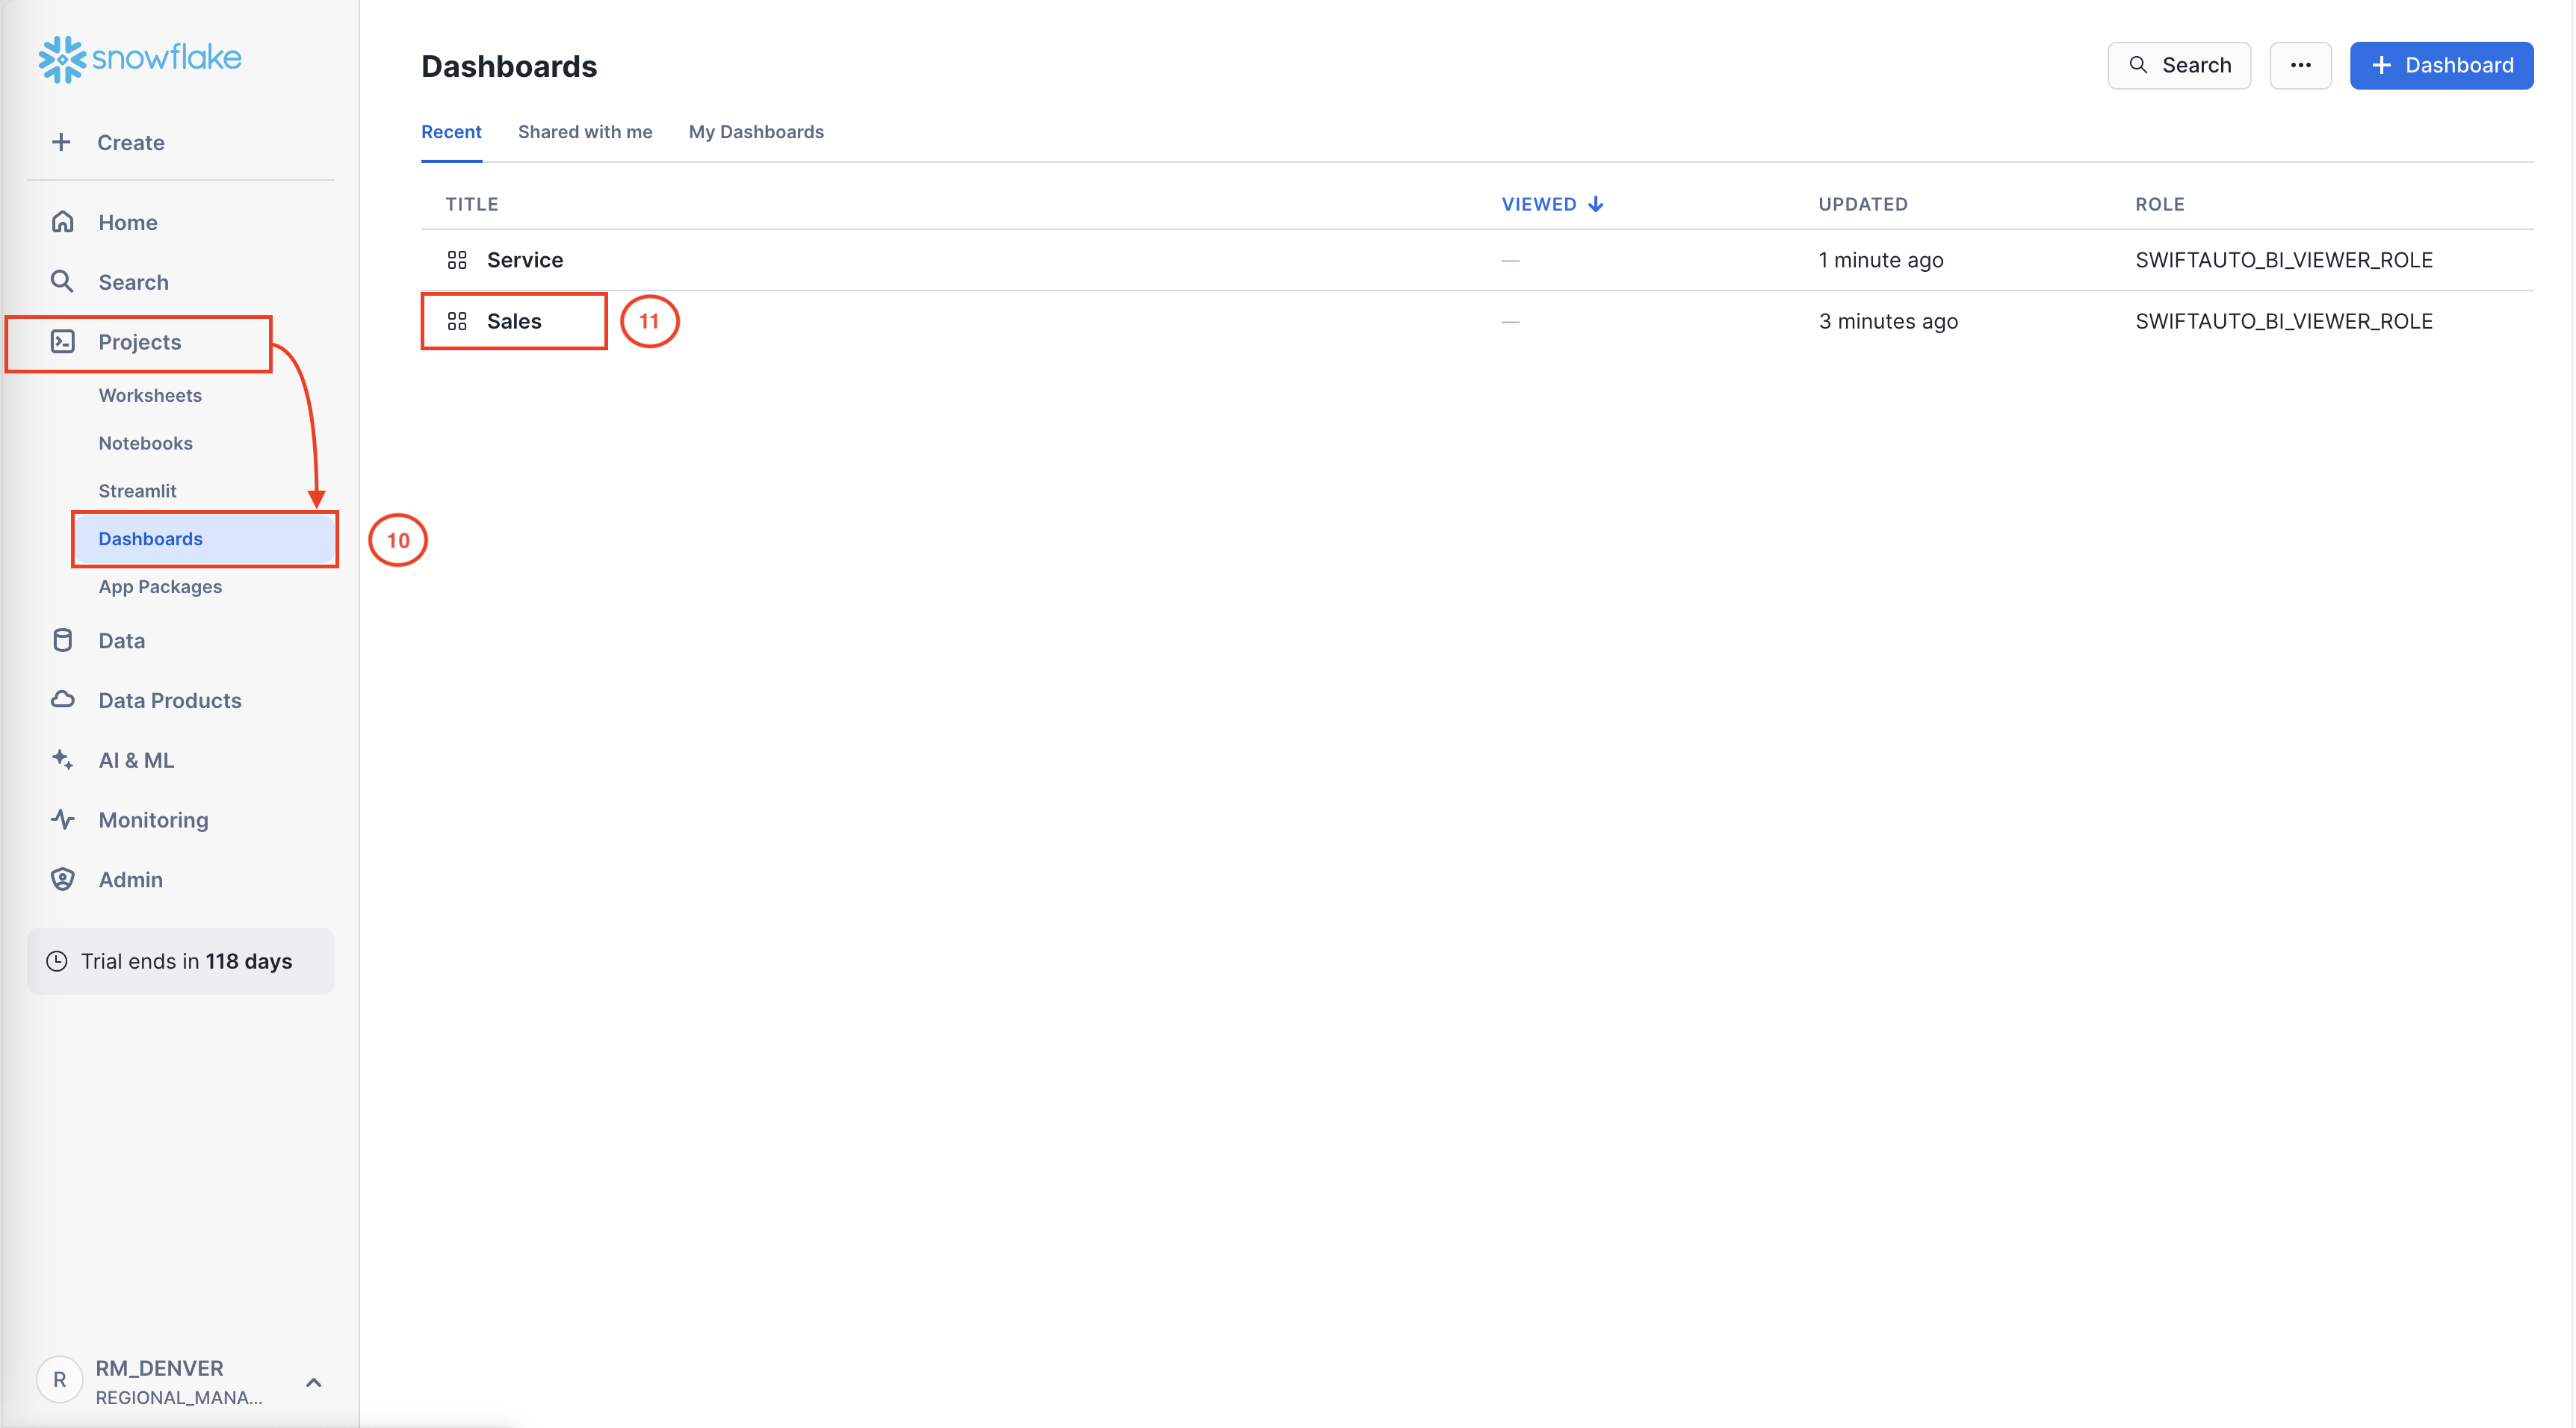 snowflake
Create
Home
Search
Projects
Worksheets
Notebooks
Streamlit
Dashboards
10
App Packages
Data
Data Products
AI & ML
Monitoring
Admin
Trial ends in 118 days
R
RM_DENVER
REGIONAL_MANA...
Dashboards
Search
Dashboard
Recent Shared with me My Dashboards
TITLE VIEWED UPDATED ROLE
Service — 1 minute ago SWIFTAUTO_BI_VIEWER_ROLE
Sales 11 — 3 minutes ago SWIFTAUTO_BI_VIEWER_ROLE